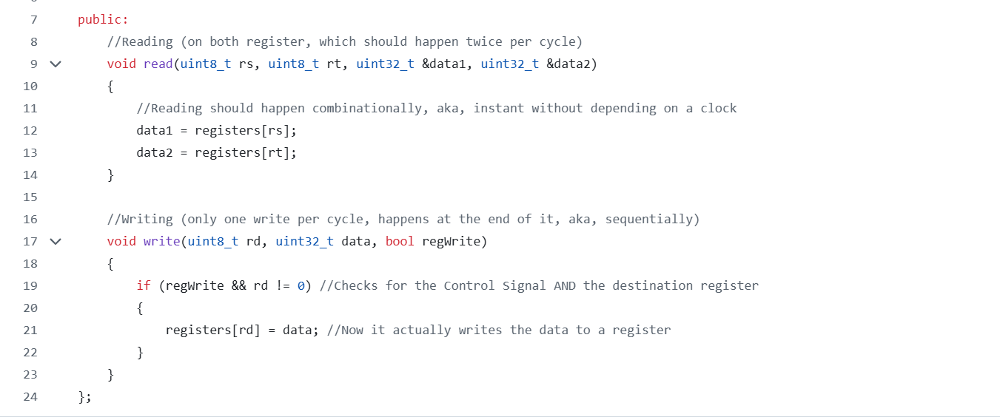 7 public:
8 //Reading (on both register, which should happen twice per cycle)
9 void read(uint8_t rs, uint8_t rt, uint32_t &data1, uint32_t &data2)
10 {
11 //Reading should happen combinationally, aka, instant without depending on a clock
12 data1 = registers[rs];
13 data2 = registers[rt];
14 }
15
16 //Writing (only one write per cycle, happens at the end of it, aka, sequentially)
17 void write(uint8_t rd, uint32_t data, bool regWrite)
18 {
19 if (regWrite && rd != 0) //Checks for the Control Signal AND the destination register
20 {
21 registers[rd] = data; //Now it actually writes the data to a register
22 }
23 }
24 };